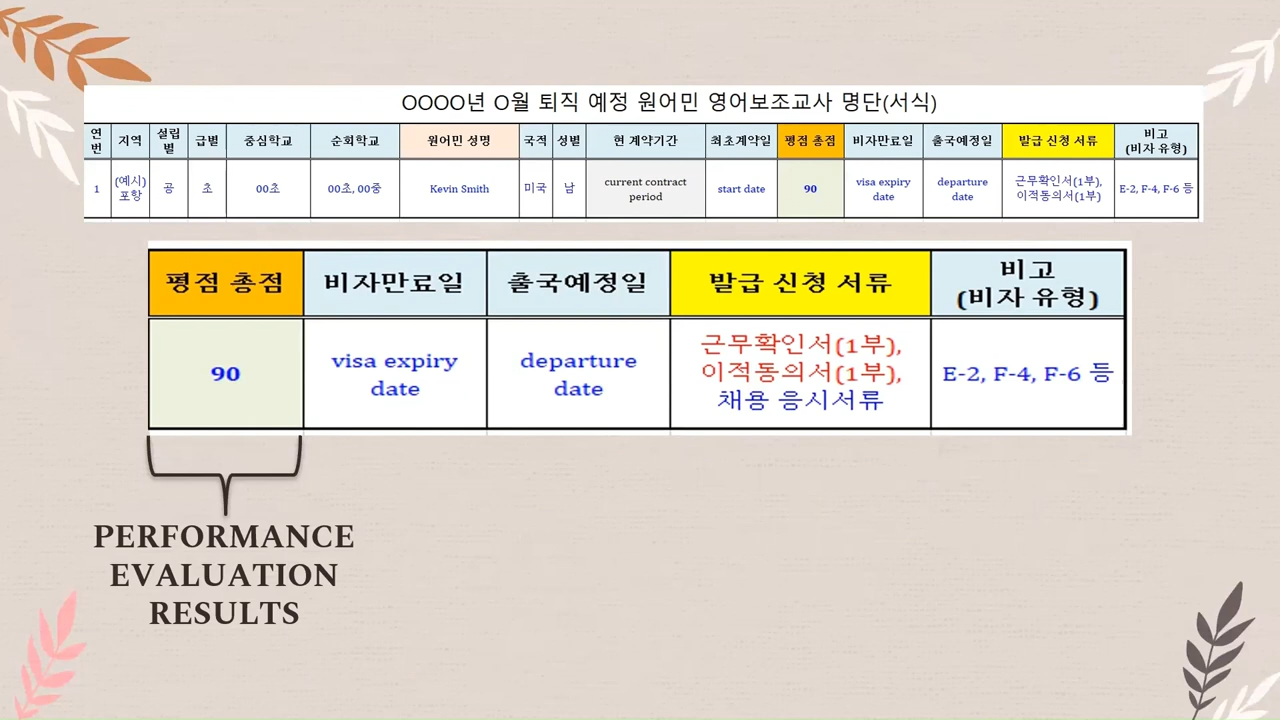 OOOO년 O월 퇴직 예정 원어민 영어보조교사 명단(서식)
연번 지역 설립별 급별 중심학교 순회학교 원어민 성명 국적 성별 현 계약기간 최초계약일 평점 총점 비자만료일 출국예정일 발급 신청 서류 비고
(비자 유형)
1 (예시) 포항 공 초 00초 00초, 00중 Kevin Smith 미국 남 current contract period start date 90 visa expiry date departure date 근무확인서(1부), 이적동의서(1부) E-2, F-4, F-6 등
평점 총점 비자만료일 출국예정일 발급 신청 서류 비고
(비자 유형)
90
visa expiry
date
departure
date
근무확인서(1부),
이적동의서(1부),
채용 응시서류
E-2, F-4, F-6 등
PERFORMANCE
EVALUATION
RESULTS